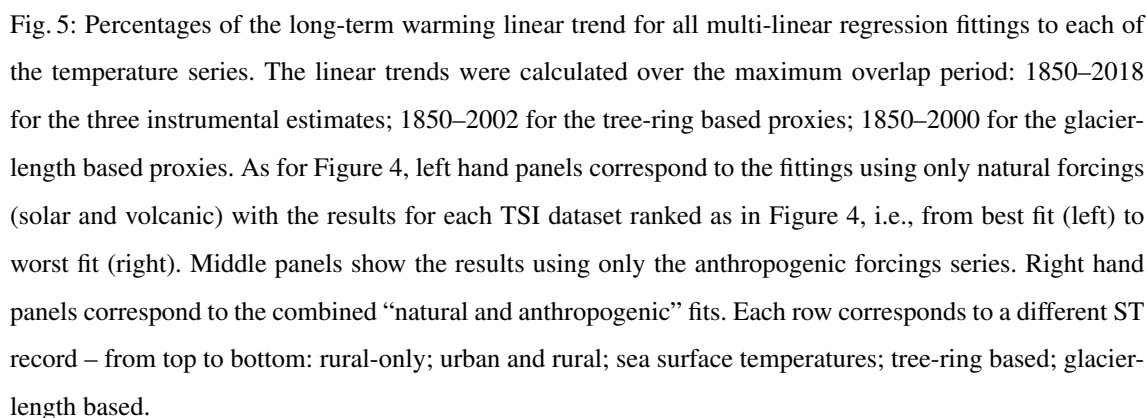 Fig. 5: Percentages of the long-term warming linear trend for all multi-linear regression fittings to each of
the temperature series. The linear trends were calculated over the maximum overlap period: 1850–2018
for the three instrumental estimates; 1850–2002 for the tree-ring based proxies; 1850–2000 for the glacier-
length based proxies. As for Figure 4, left hand panels correspond to the fittings using only natural forcings
(solar and volcanic) with the results for each TSI dataset ranked as in Figure 4, i.e., from best fit (left) to
worst fit (right). Middle panels show the results using only the anthropogenic forcings series. Right hand
panels correspond to the combined “natural and anthropogenic” fits. Each row corresponds to a different ST
record – from top to bottom: rural-only; urban and rural; sea surface temperatures; tree-ring based; glacier-
length based.